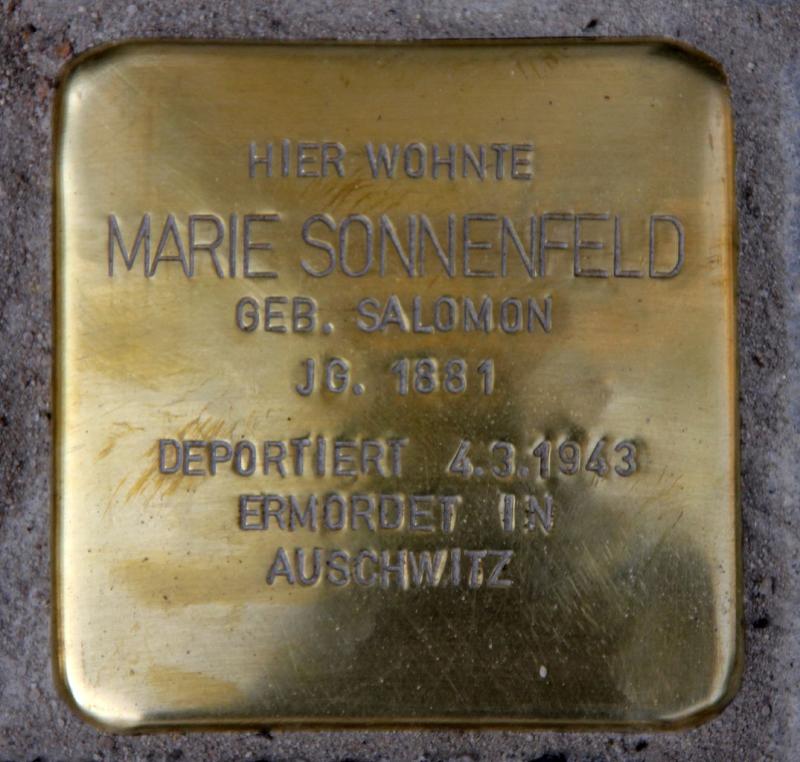 HIER WOHNTE
MARIE SONNENFELD
GEB. SALOMON
JG. 1881
DEPORTIERT 4.3.1943
ERMORDET IN
AUSCHWITZ